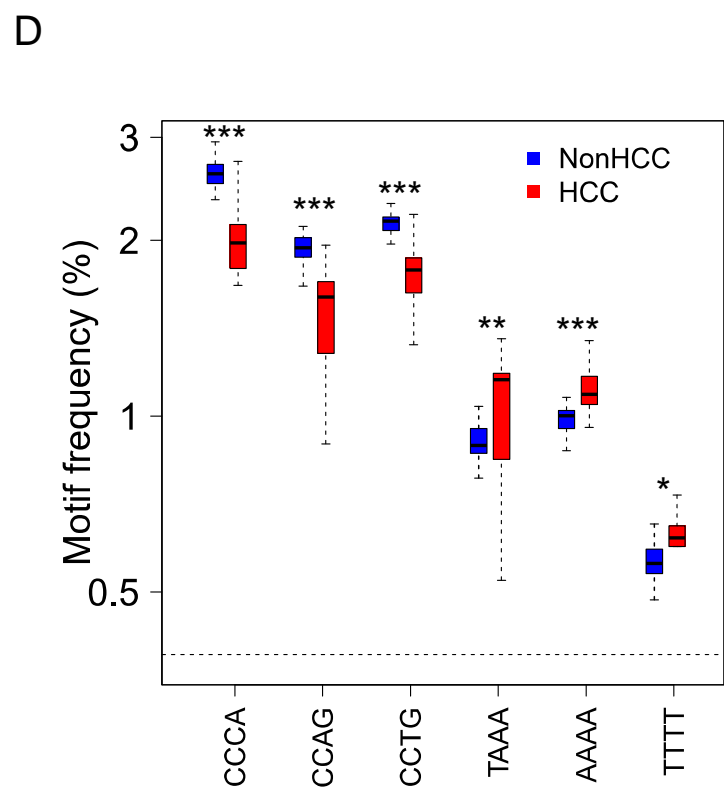 D
3
2
1
0.5
Motif frequency (%)
NonHCC
HCC
***
***
***
**
***
*
CCCA
CCAG
CCTG
TAAA
AAAA
TTTT